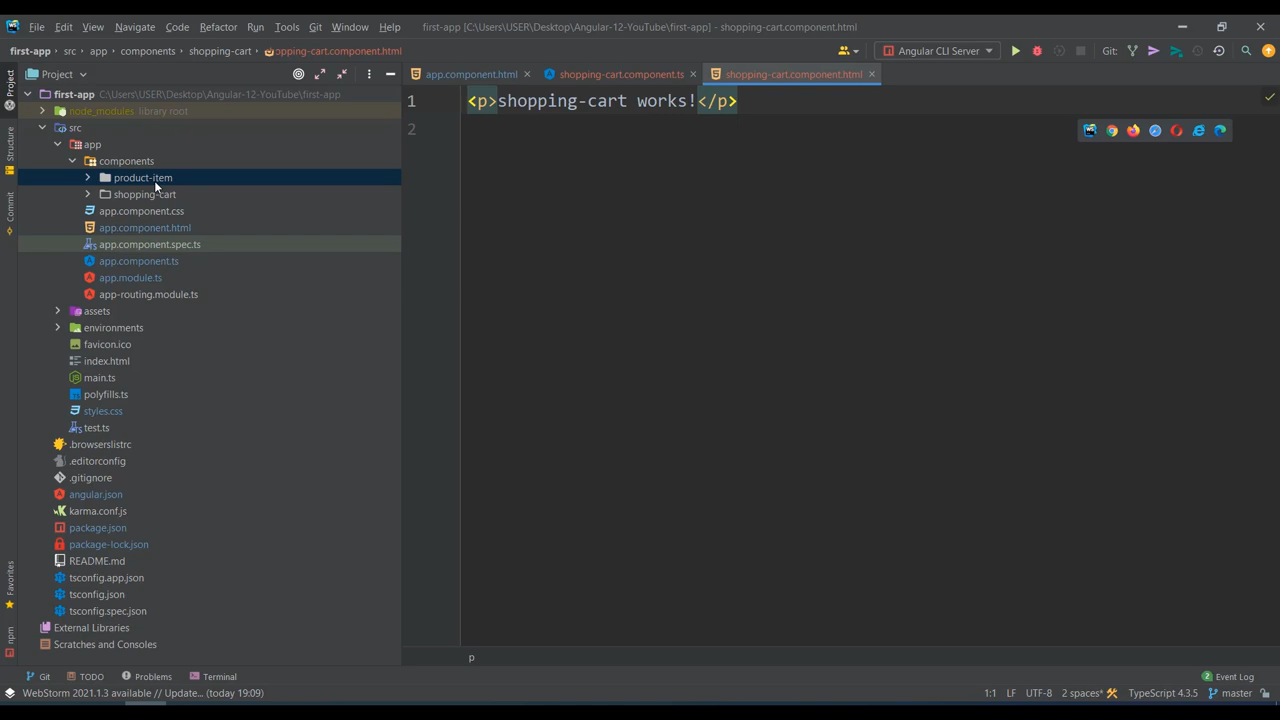 File Edit View Navigate Code Refactor Run Tools Git Window Help first-app [C:\Users\USER\Desktop\Angular-12-YouTube\first-app] - shopping-cart.component.html
first-app src app components shopping-cart opping-cart.component.html Angular CLI Server Git:
Project app.component.html shopping-cart.component.ts shopping-cart.component.html
first-app C:\Users\USER\Desktop\Angular-12-YouTube\first-app
node_modules library root
src
app
components
product-item
shopping-cart
app.component.css
app.component.html
app.component.spec.ts
app.component.ts
app.module.ts
app-routing.module.ts
assets
environments
favicon.ico
index.html
main.ts
polyfills.ts
styles.css
test.ts
.browserslistrc
.editorconfig
.gitignore
angular.json
karma.conf.js
package.json
package-lock.json
README.md
tsconfig.app.json
tsconfig.json
tsconfig.spec.json
External Libraries
Scratches and Consoles
1 <p>shopping-cart works!</p>
2
p
Project
Structure
Commit
Favorites
npm
Git TODO Problems Terminal 2 Event Log
WebStorm 2021.1.3 available // Update... (today 19:09) 1:1 LF UTF-8 2 spaces* TypeScript 4.3.5 master